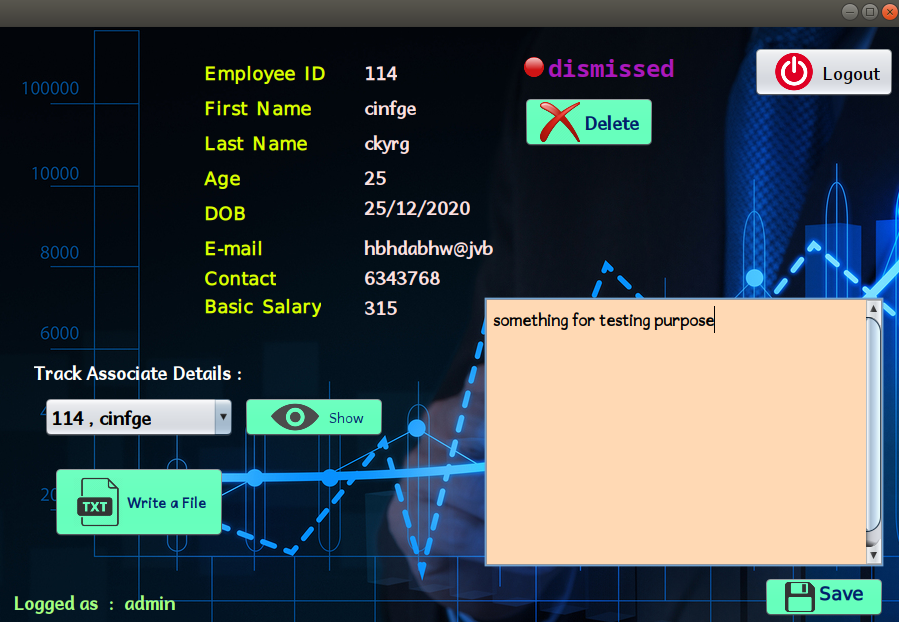 Employee ID 114
First Name cinfge
Last Name ckyrg
Age 25
DOB 25/12/2020
E-mail hbhdabhw@jvb
Contact 6343768
Basic Salary 315
dismissed
Delete
Logout
100000
10000
8000
6000
Track Associate Details :
114 , cinfge
Show
TXT
Write a File
something for testing purpose
Logged as : admin
Save